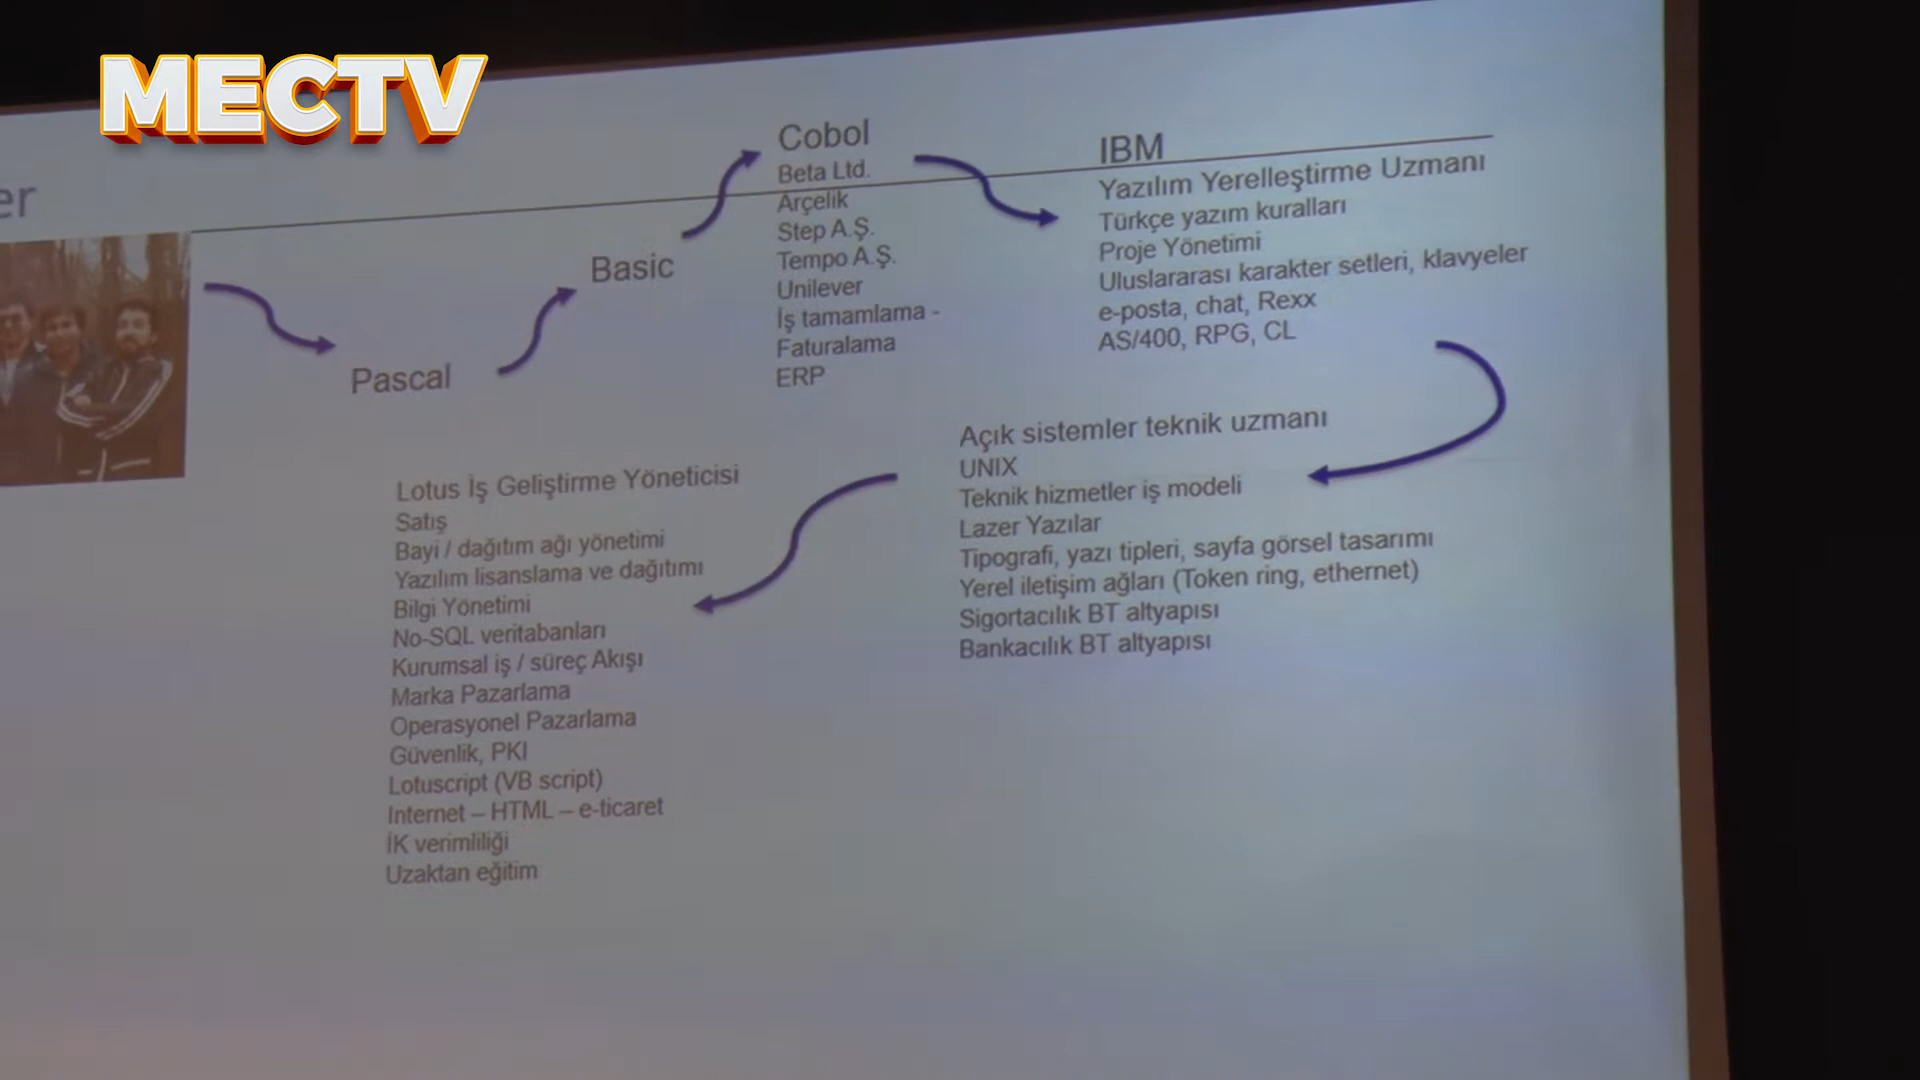 MECTV
er
Pascal
Basic
Cobol
Beta Ltd.
Arçelik
Step A.Ş.
Tempo A.Ş.
Unilever
İş tamamlama -
Faturalama
ERP
IBM
Yazılım Yerelleştirme Uzmanı
Türkçe yazım kuralları
Proje Yönetimi
Uluslararası karakter setleri, klavyeler
e-posta, chat, Rexx
AS/400, RPG, CL
Açık sistemler teknik uzmanı
UNIX
Teknik hizmetler iş modeli
Lazer Yazılar
Tipografi, yazı tipleri, sayfa görsel tasarımı
Yerel iletişim ağları (Token ring, ethernet)
Sigortacılık BT altyapısı
Bankacılık BT altyapısı
Lotus İş Geliştirme Yöneticisi
Satış
Bayi / dağıtım ağı yönetimi
Yazılım lisanslama ve dağıtımı
Bilgi Yönetimi
No-SQL veritabanları
Kurumsal iş / süreç Akışı
Marka Pazarlama
Operasyonel Pazarlama
Güvenlik, PKI
Lotuscript (VB script)
Internet – HTML – e-ticaret
İK verimliliği
Uzaktan eğitim